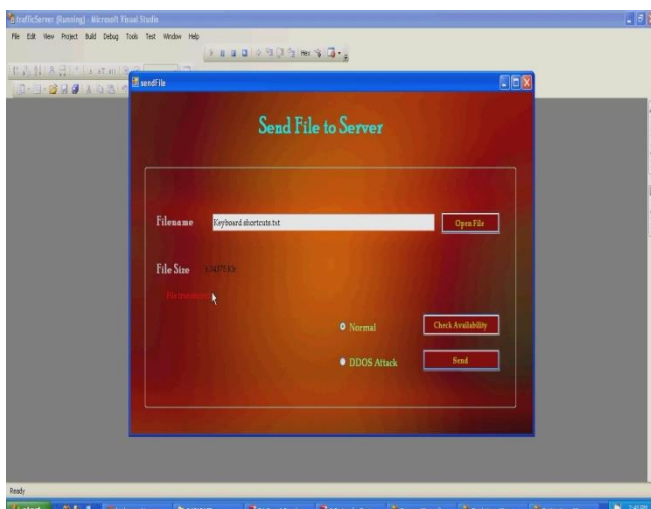 trafficServer (Running) - Microsoft Visual Studio
File Edit View Project Build Debug Tools Test Window Help
Hex
sendFile
Send File to Server
Filename
Keyboard shortcuts.txt
Open File
File Size
Normal
Check Availability
DDOS Attack
Send
Ready